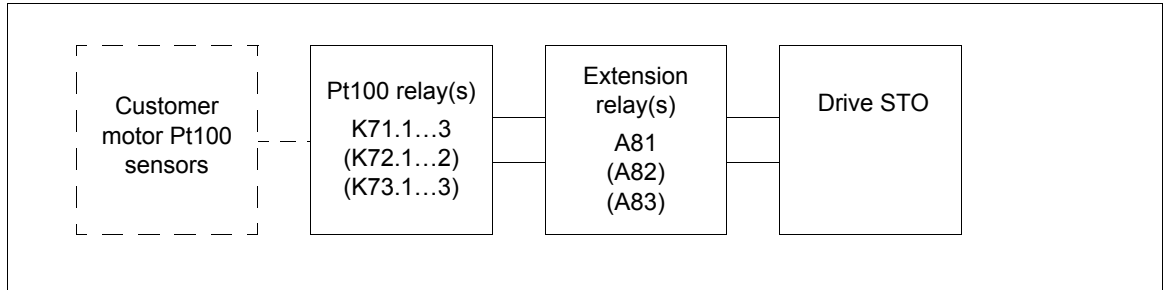 Customer
motor Pt100
sensors
Pt100 relay(s)
K71.1…3
(K72.1…2)
(K73.1…3)
Extension
relay(s)
A81
(A82)
(A83)
Drive STO